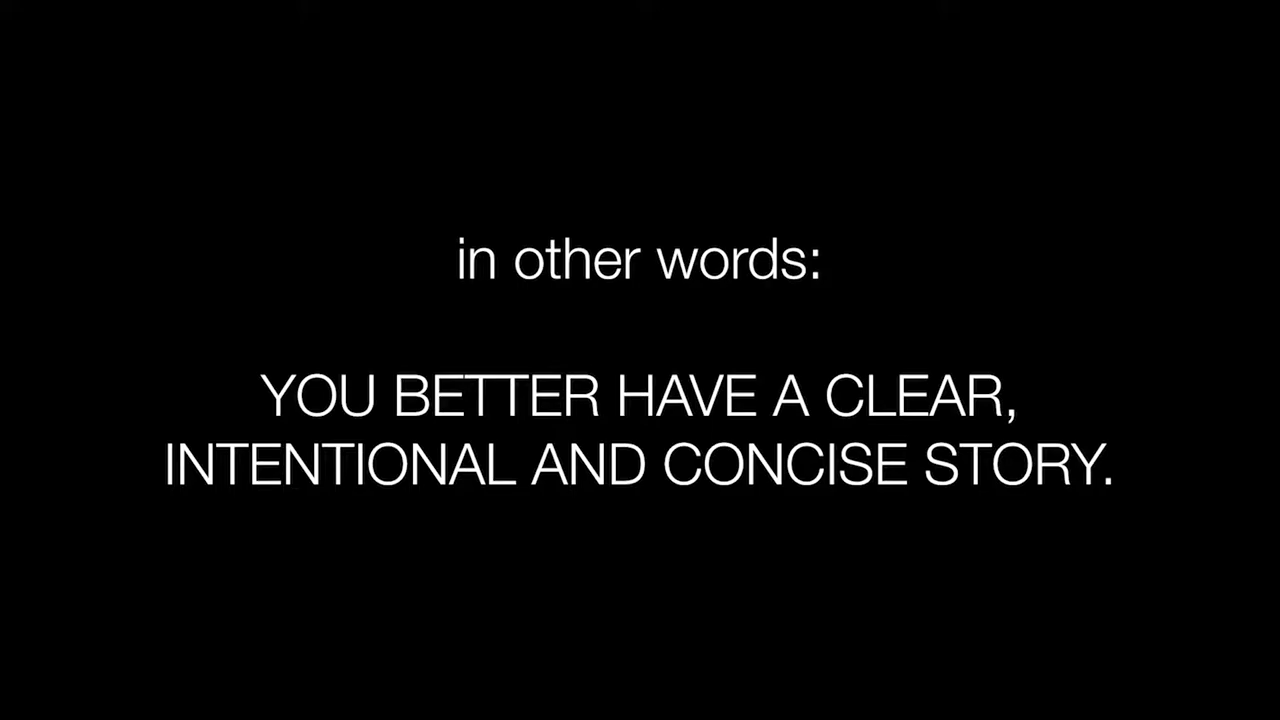 in other words:
YOU BETTER HAVE A CLEAR,
INTENTIONAL AND CONCISE STORY.